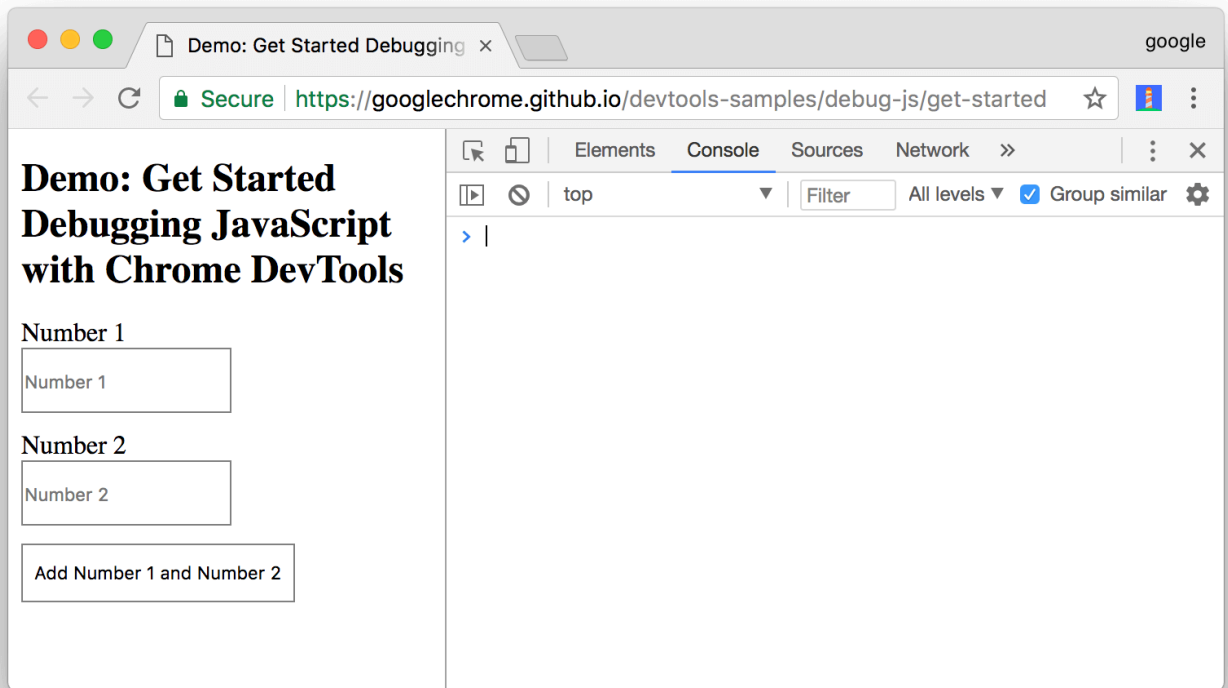 Demo: Get Started Debugging
google
Secure https://googlechrome.github.io/devtools-samples/debug-js/get-started
Elements Console Sources Network »
top ▼ Filter All levels ▼ Group similar
Demo: Get Started
Debugging JavaScript
with Chrome DevTools
Number 1
Number 1
Number 2
Number 2
Add Number 1 and Number 2